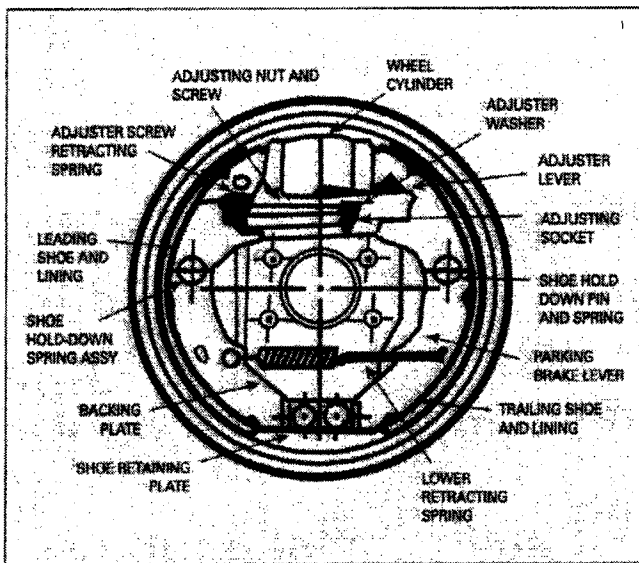 ADJUSTING NUT AND
SCREW
WHEEL
CYLINDER
ADJUSTER
WASHER
ADJUSTER SCREW
RETRACTING
SPRING
ADJUSTER
LEVER
ADJUSTING
SOCKET
LEADING
SHOE AND
LINING
SHOE HOLD
DOWN PIN
AND SPRING
SHOE
HOLD-DOWN
SPRING ASSY
PARKING
BRAKE LEVER
BACKING
PLATE
TRAILING SHOE
AND LINING
SHOE RETAINING
PLATE
LOWER
RETRACTING
SPRING